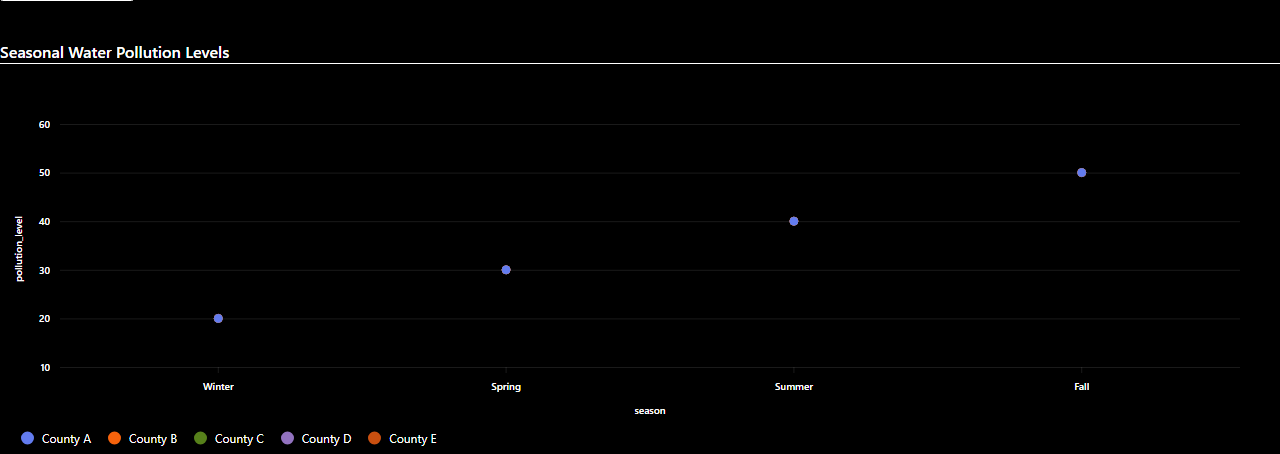 Seasonal Water Pollution Levels
60
50
40
30
20
10
pollution_level
Winter Spring Summer Fall
season
County A County B County C County D County E